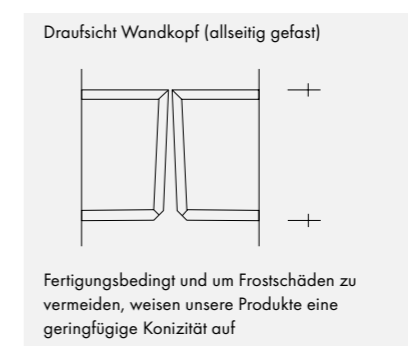 Draufsicht Wandkopf (allseitig gefast)
Fertigungsbedingt und um Frostschäden zu
vermeiden, weisen unsere Produkte eine
geringfügige Konizität auf